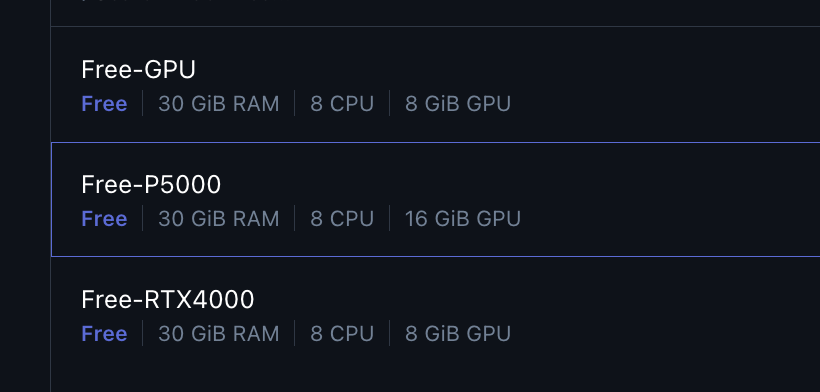 Free-GPU
Free 30 GiB RAM 8 CPU 8 GiB GPU
Free-P5000
Free 30 GiB RAM 8 CPU 16 GiB GPU
Free-RTX4000
Free 30 GiB RAM 8 CPU 8 GiB GPU